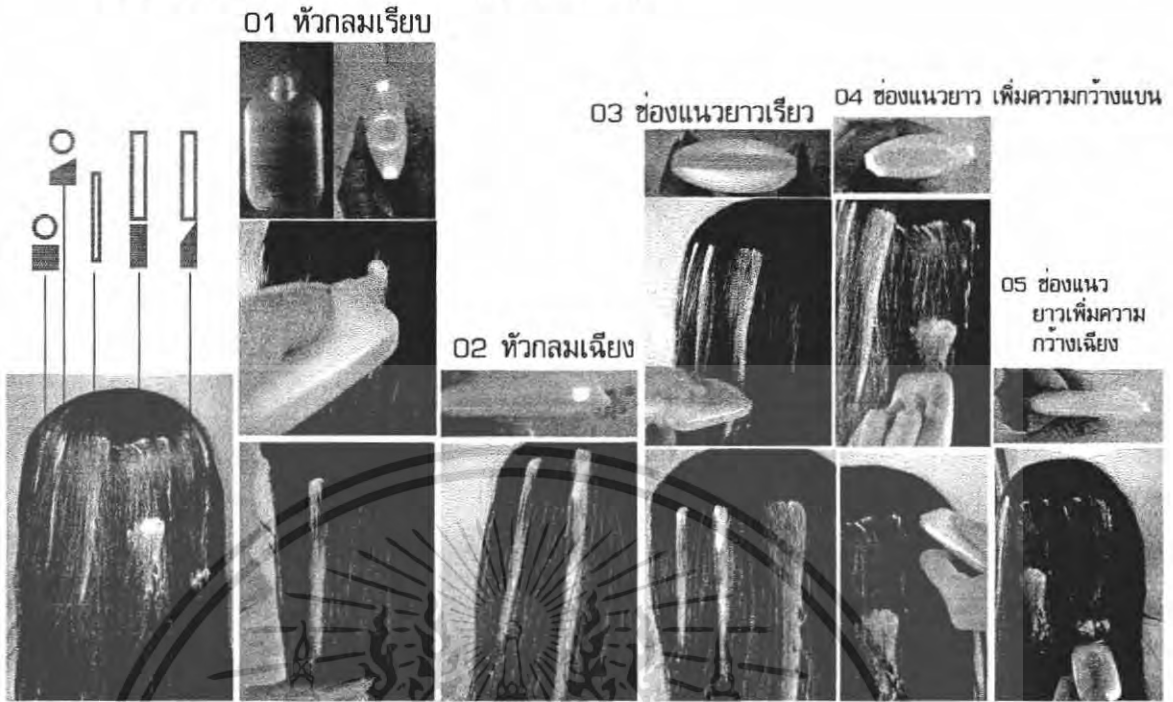 01 หัวกลมเรียบ
02 หัวกลมเฉียง
03 ช่องแนวยาวเรียว
04 ช่องแนวยาว เพิ่มความกว้างแบน
05 ช่องแนว
ยาวเพิ่มความ
กว้างเฉียง